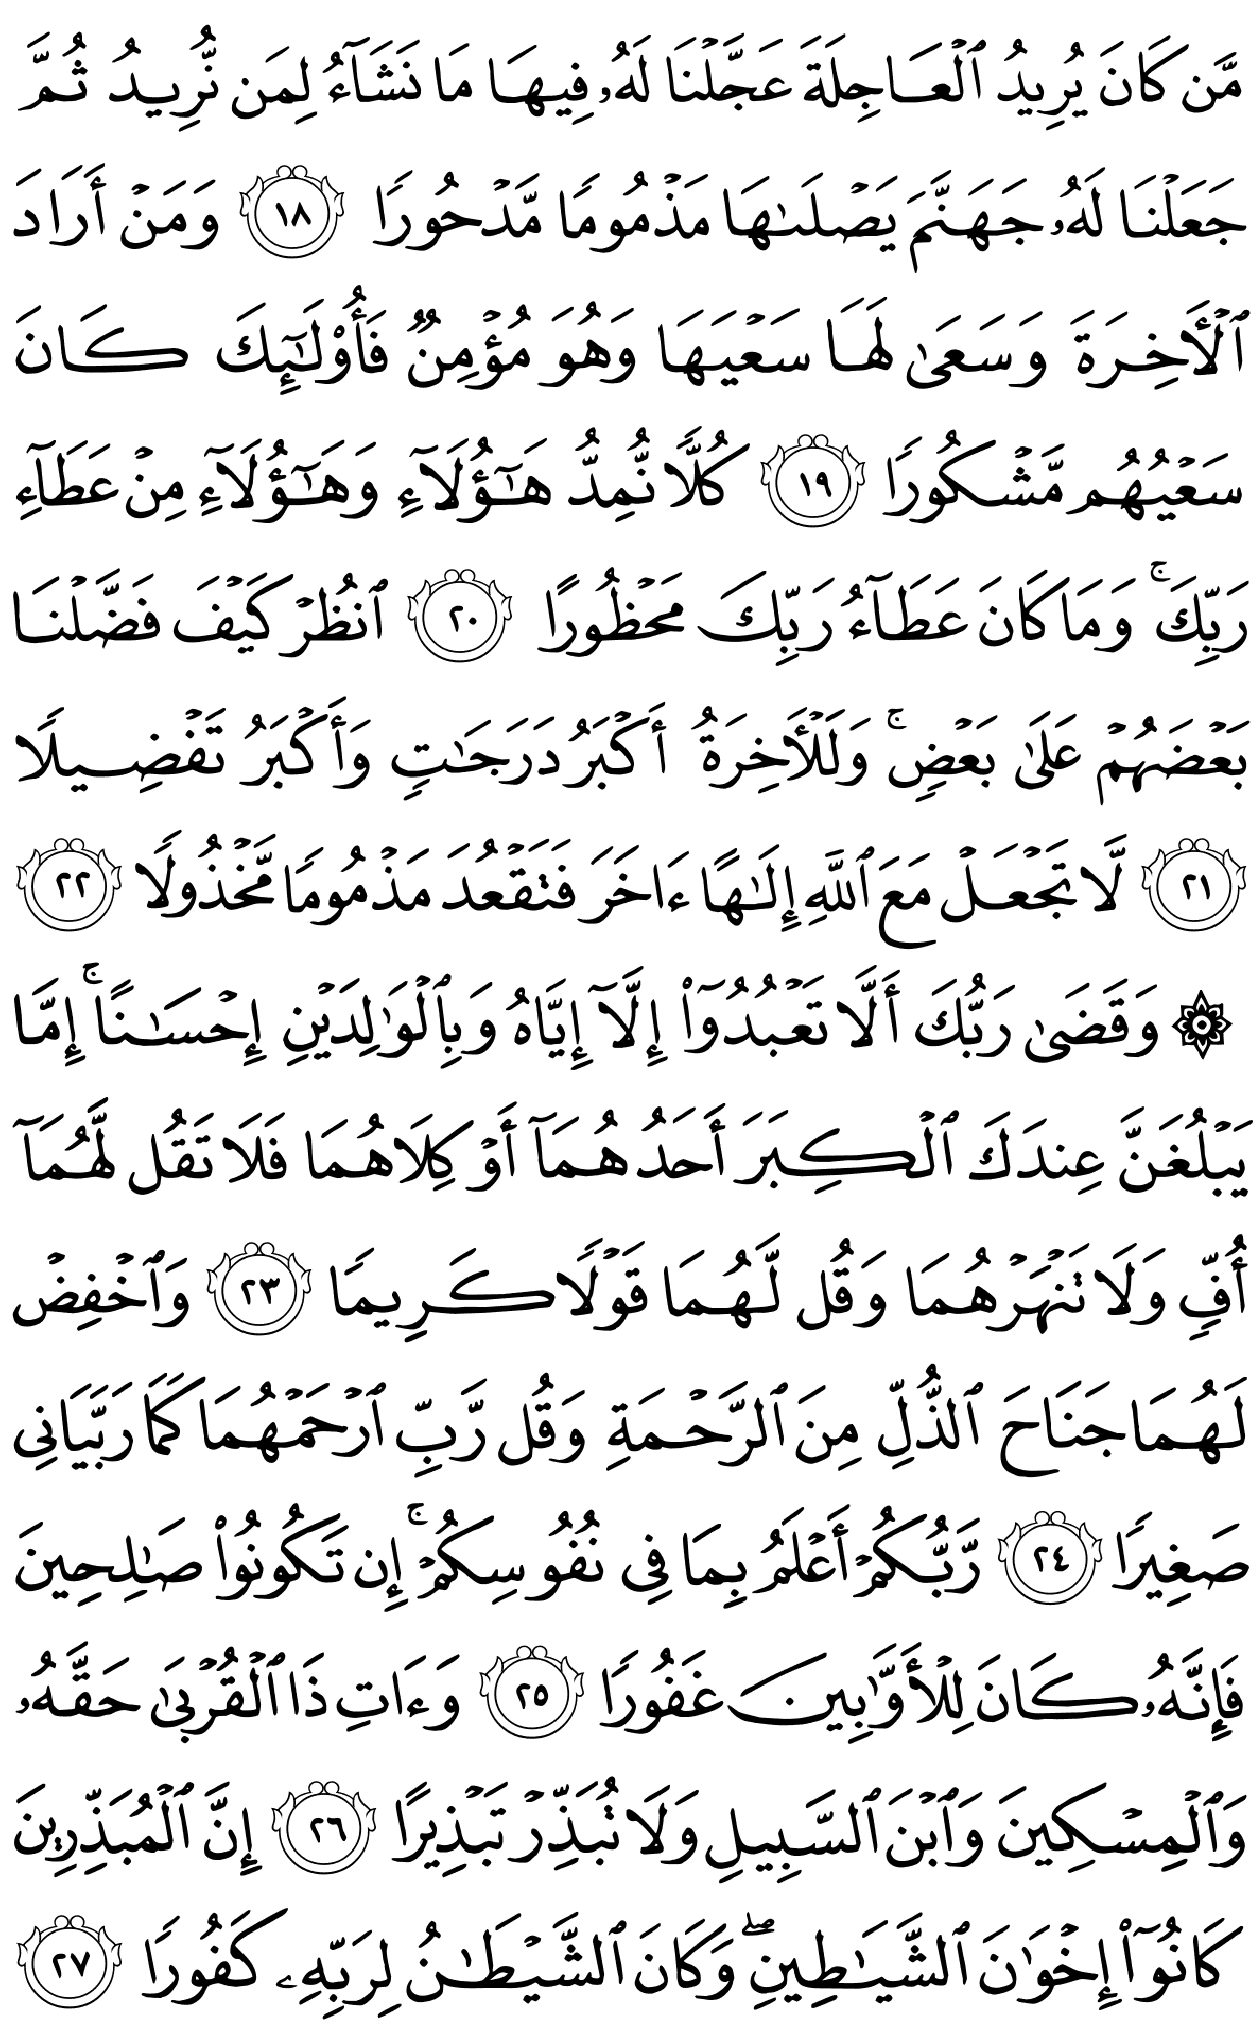 مَّن كَانَ يُرِيدُ ٱلْعَاجِلَةَ عَجَّلْنَا لَهُۥ فِيهَا مَا نَشَآءُ لِمَن نُّرِيدُ ثُمَّ
جَعَلْنَا لَهُۥ جَهَنَّمَ يَصْلَىٰهَا مَذْمُومًا مَّدْحُورًا ١٨ وَمَنْ أَرَادَ
ٱلْأَخِرَةَ وَسَعَىٰ لَهَا سَعْيَهَا وَهُوَ مُؤْمِنٌ فَأُو۟لَٰٓئِكَ كَانَ
سَعْيُهُم مَّشْكُورًا ١٩ كُلًّا نُّمِدُّ هَٰٓؤُلَآءِ وَهَٰٓؤُلَآءِ مِنْ عَطَآءِ
رَبِّكَ ۚ وَمَا كَانَ عَطَآءُ رَبِّكَ مَحْظُورًا ٢٠ ٱنظُرْ كَيْفَ فَضَّلْنَا
بَعْضَهُمْ عَلَىٰ بَعْضٍ ۚ وَلَلْأَخِرَةُ أَكْبَرُ دَرَجَٰتٍ وَأَكْبَرُ تَفْضِيلًا
٢١ لَّا تَجْعَلْ مَعَ ٱللَّهِ إِلَٰهًا ءَاخَرَ فَتَقْعُدَ مَذْمُومًا مَّخْذُولًا ٢٢
۞ وَقَضَىٰ رَبُّكَ أَلَّا تَعْبُدُوٓا۟ إِلَّآ إِيَّاهُ وَبِٱلْوَٰلِدَيْنِ إِحْسَٰنًا ۚ إِمَّا
يَبْلُغَنَّ عِندَكَ ٱلْكِبَرَ أَحَدُهُمَآ أَوْ كِلَاهُمَا فَلَا تَقُل لَّهُمَآ
أُفٍّ وَلَا تَنْهَرْهُمَا وَقُل لَّهُمَا قَوْلًا كَرِيمًا ٢٣ وَٱخْفِضْ
لَهُمَا جَنَاحَ ٱلذُّلِّ مِنَ ٱلرَّحْمَةِ وَقُل رَّبِّ ٱرْحَمْهُمَا كَمَا رَبَّيَانِى
صَغِيرًا ٢٤ رَّبُّكُمْ أَعْلَمُ بِمَا فِى نُفُوسِكُمْ ۚ إِن تَكُونُوا۟ صَٰلِحِينَ
فَإِنَّهُۥ كَانَ لِلْأَوَّٰبِينَ غَفُورًا ٢٥ وَءَاتِ ذَا ٱلْقُرْبَىٰ حَقَّهُۥ
وَٱلْمِسْكِينَ وَٱبْنَ ٱلسَّبِيلِ وَلَا تُبَذِّرْ تَبْذِيرًا ٢٦ إِنَّ ٱلْمُبَذِّرِينَ
كَانُوٓا۟ إِخْوَٰنَ ٱلشَّيَٰطِينِ ۖ وَكَانَ ٱلشَّيْطَٰنُ لِرَبِّهِۦ كَفُورًا ٢٧